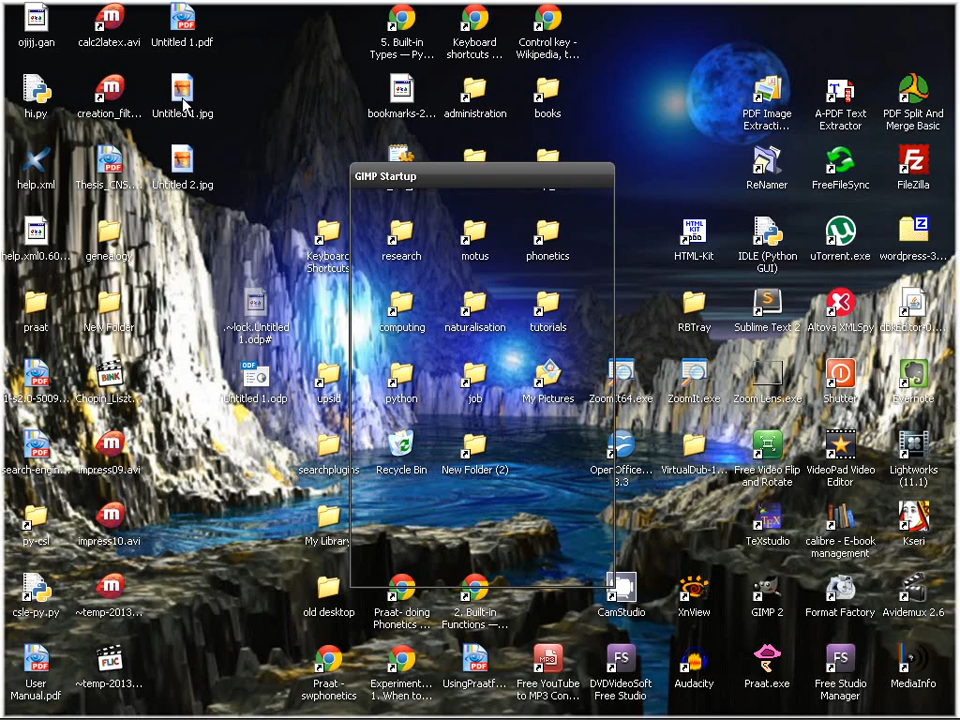 ojijj.gan
calc2latex.avi
Untitled 1.pdf
5. Built-in
Types — Py...
Keyboard
shortcuts ...
Control key -
Wikipedia, t...
hi.py
creation_filt...
Untitled 1.jpg
bookmarks-2...
administration
books
PDF Image
Extracti...
A-PDF Text
Extractor
PDF Split And
Merge Basic
GIMP Startup
help.xml
Thesis_CNS...
Untitled 2.jpg
ReNamer
FreeFileSync
FileZilla
help.xml0.60...
genealogy
Keyboard
Shortcuts
research
motus
phonetics
HTML-Kit
IDLE (Python
GUI)
uTorrent.exe
wordpress-3...
praat
New Folder
.~lock.Untitled
1.odp#
computing
naturalisation
tutorials
RBTray
Sublime Text 2
Altova XMLSpy
dbkEditor-0....
1-s2.0-S009...
Chopin_Liszt...
Untitled 1.odp
upsid
python
job
My Pictures
ZoomIt64.exe
ZoomIt.exe
Zoom Lens.exe
Shutter
Evernote
search-engin...
impress09.avi
searchplugins
Recycle Bin
New Folder (2)
OpenOffice...
3.3
VirtualDub-1...
Free Video Flip
and Rotate
VideoPad Video
Editor
Lightworks
(11.1)
py-csl
impress10.avi
My Library
TeXstudio
calibre - E-book
management
Kseri
csle-py.py
~temp-2013...
old desktop
Praat- doing
Phonetics ...
2. Built-in
Functions —...
CamStudio
XnView
GIMP 2
Format Factory
Avidemux 2.6
User
Manual.pdf
~temp-2013...
Praat -
swphonetics
Experiment...
1. When to...
UsingPraatf...
Free YouTube
to MP3 Con...
DVDVideoSoft
Free Studio
Audacity
Praat.exe
Free Studio
Manager
MediaInfo